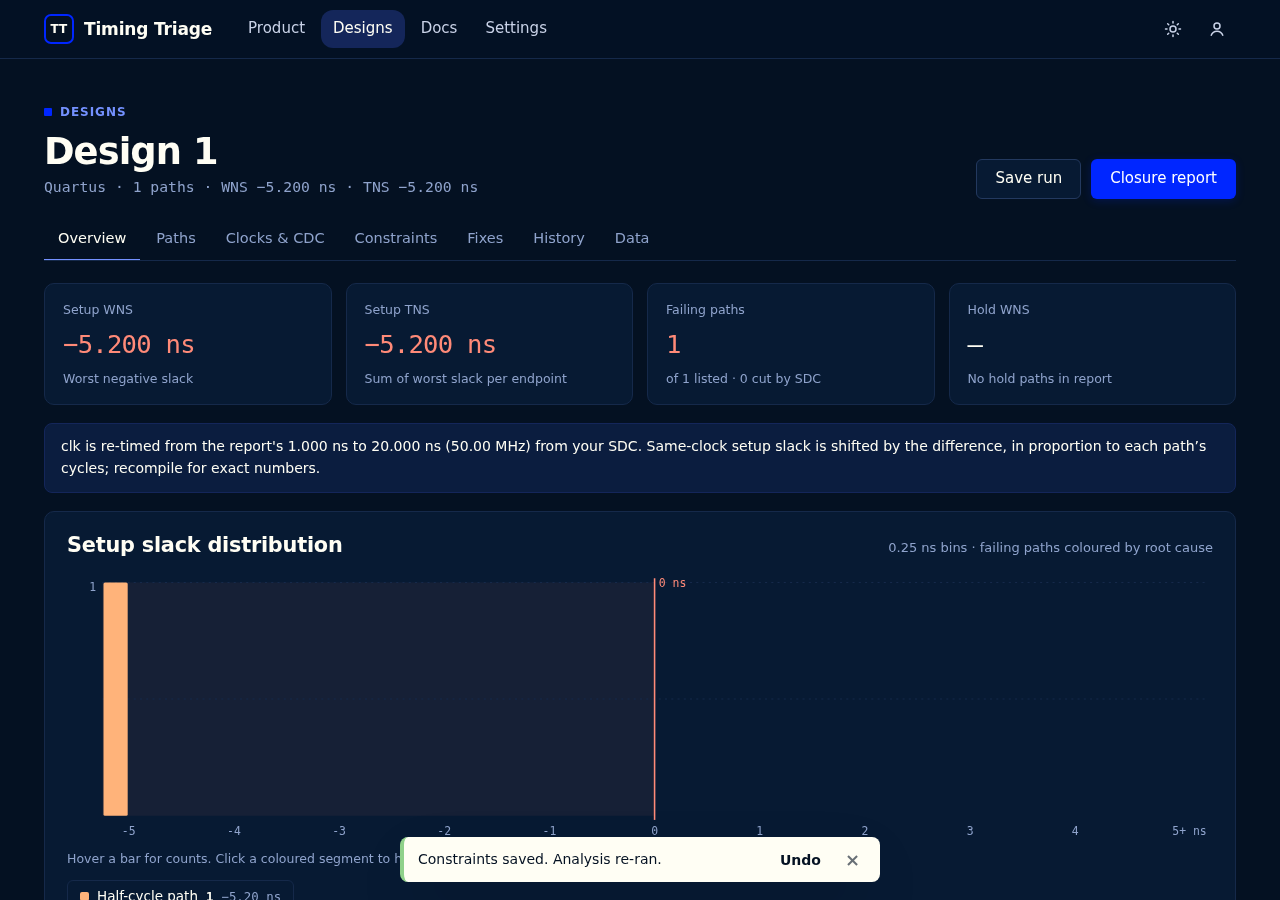 TT Timing Triage Product Designs Docs Settings
DESIGNS
Design 1
Quartus · 1 paths · WNS −5.200 ns · TNS −5.200 ns
Save run Closure report
Overview Paths Clocks & CDC Constraints Fixes History Data
Setup WNS
−5.200 ns
Worst negative slack
Setup TNS
−5.200 ns
Sum of worst slack per endpoint
Failing paths
1
of 1 listed · 0 cut by SDC
Hold WNS
—
No hold paths in report
clk is re-timed from the report's 1.000 ns to 20.000 ns (50.00 MHz) from your SDC. Same-clock setup slack is shifted by the difference, in proportion to each path’s
cycles; recompile for exact numbers.
Setup slack distribution
0.25 ns bins · failing paths coloured by root cause
1
0 ns
-5 -4 -3 -2 -1 0 1 2 3 4 5+ ns
Hover a bar for counts. Click a coloured segment to
Constraints saved. Analysis re-ran. Undo ×
Half-cycle path 1 −5.20 ns